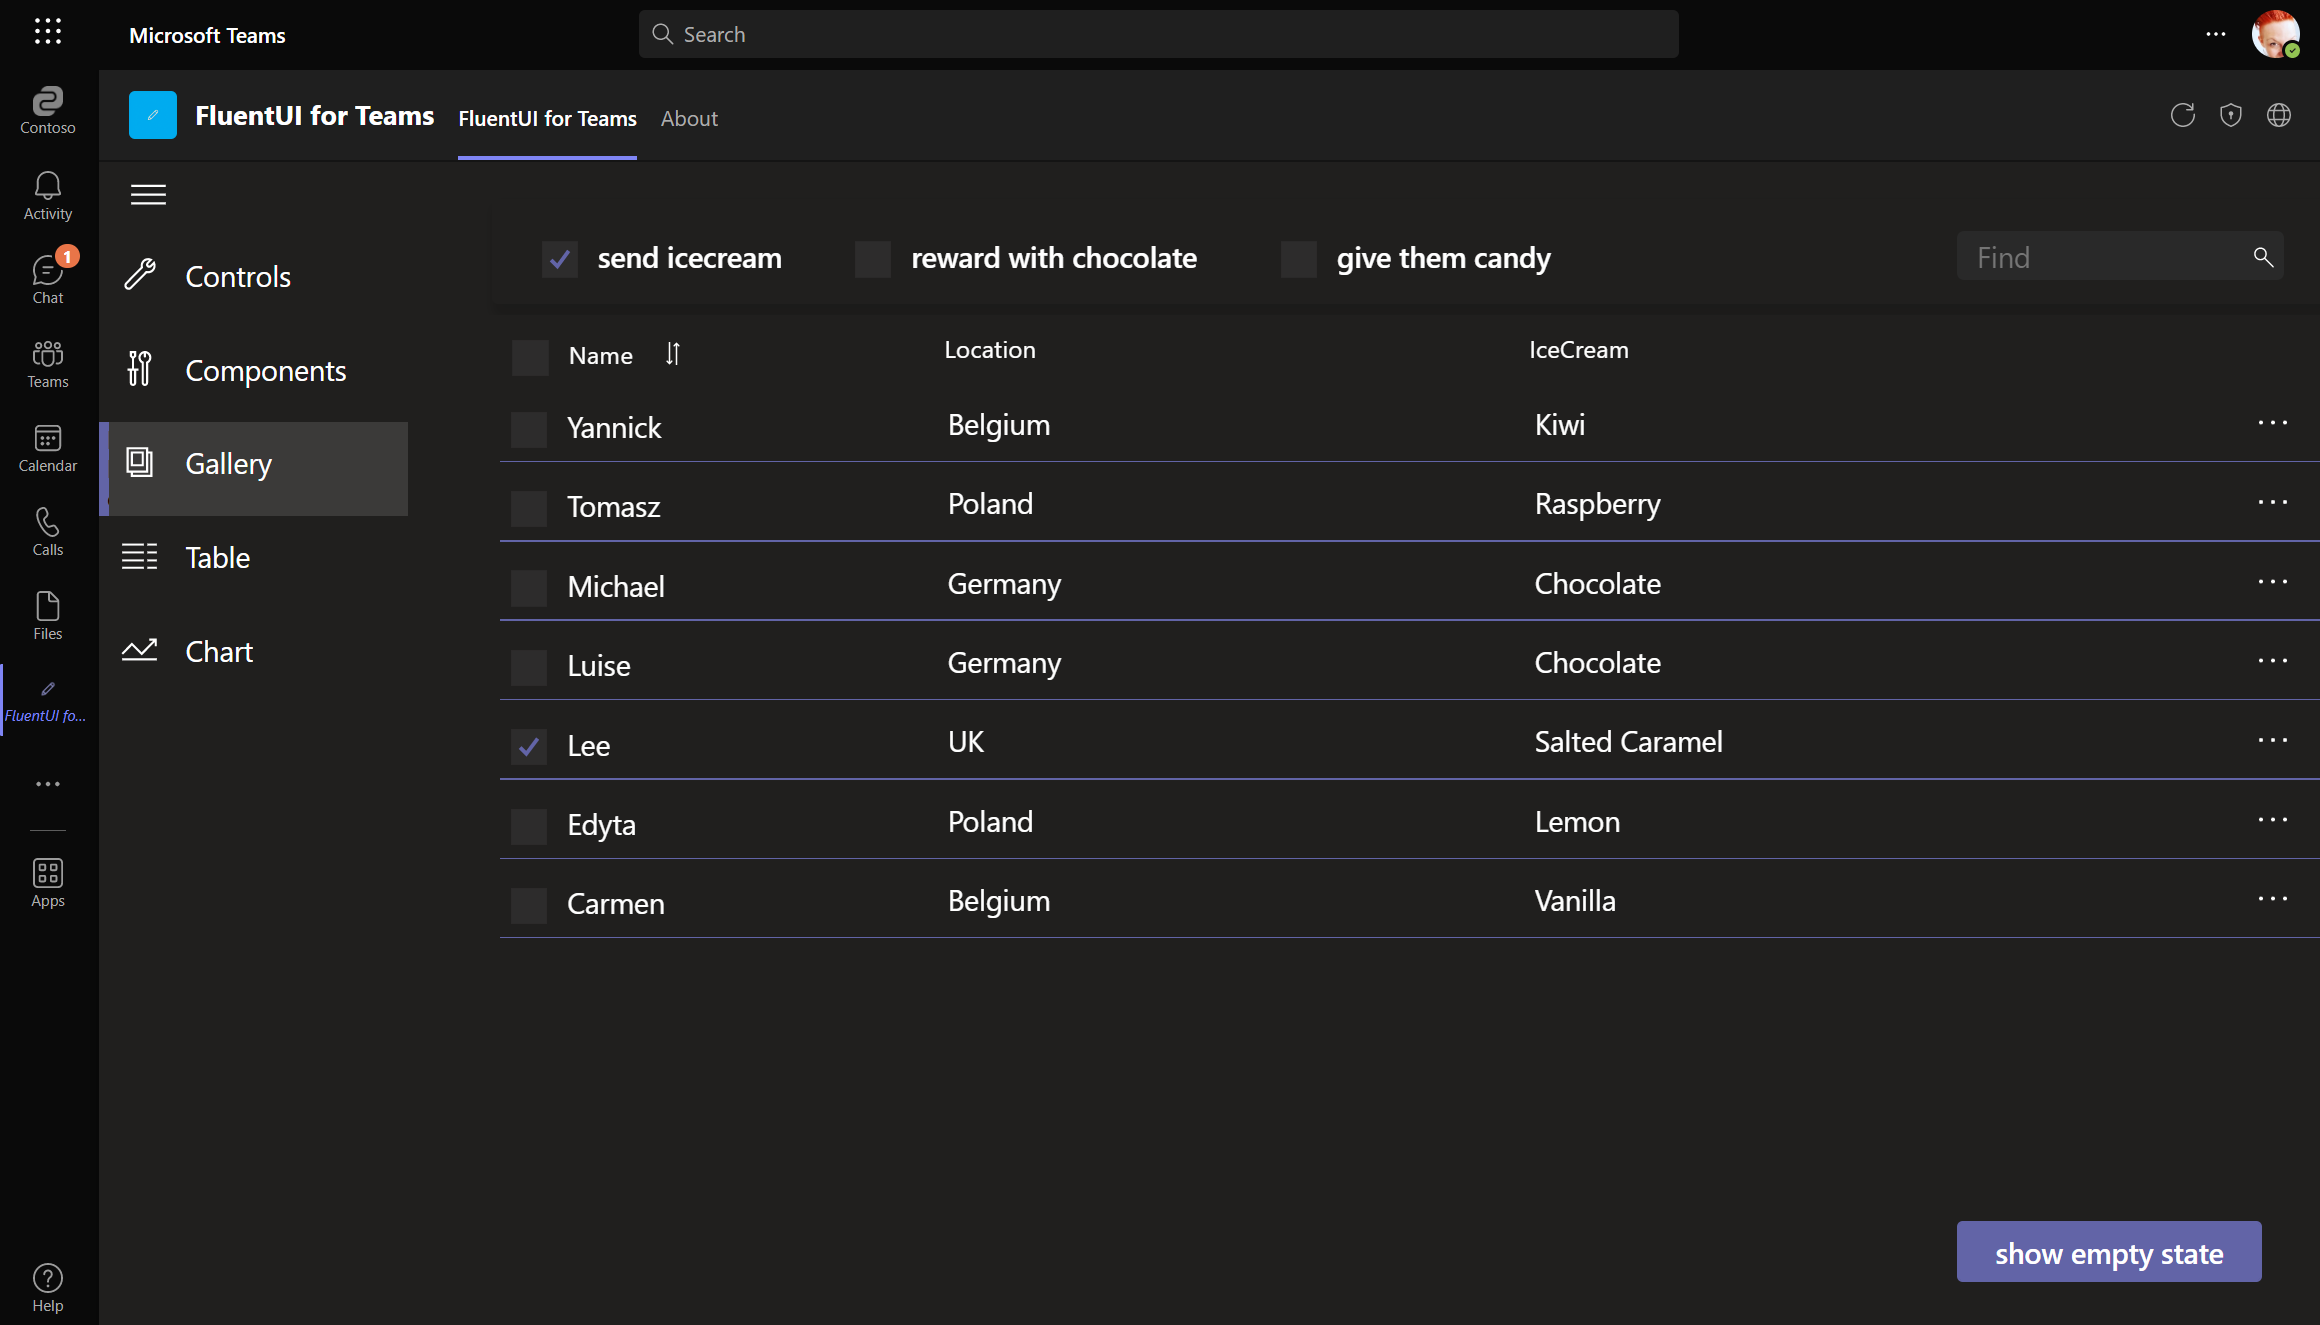 Microsoft Teams
Search
Contoso
Activity
1
Chat
Teams
Calendar
Calls
Files
FluentUI fo...
Apps
Help
FluentUI for Teams
FluentUI for Teams
About
Controls
Components
Gallery
Table
Chart
send icecream
reward with chocolate
give them candy
Find
Name
Location
IceCream
Yannick
Belgium
Kiwi
Tomasz
Poland
Raspberry
Michael
Germany
Chocolate
Luise
Germany
Chocolate
Lee
UK
Salted Caramel
Edyta
Poland
Lemon
Carmen
Belgium
Vanilla
show empty state